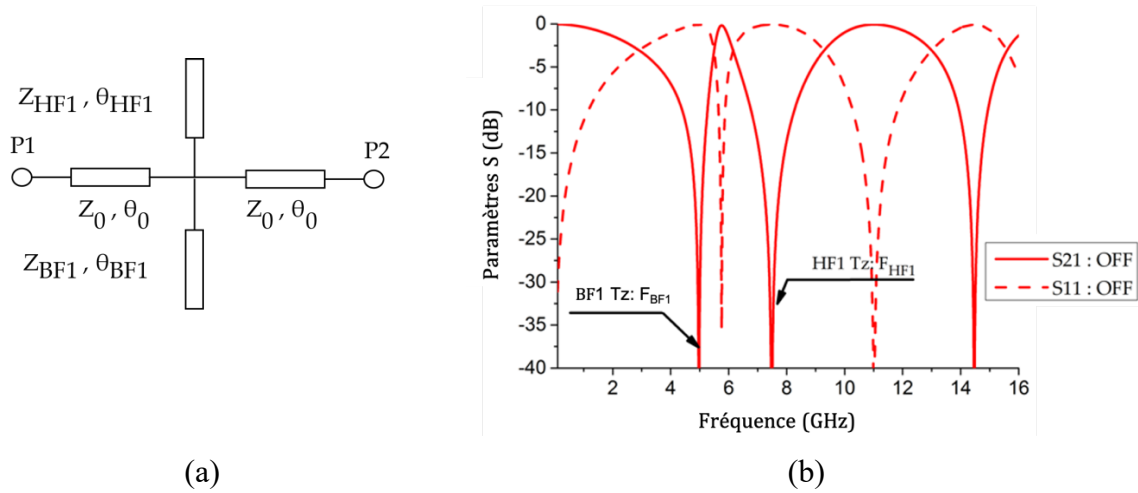 Z_HF1 , θ_HF1
P1
P2
Z_0 , θ_0
Z_0 , θ_0
Z_BF1 , θ_BF1
(a)
Paramètres S (dB)
0
-5
-10
-15
-20
-25
-30
-35
-40
BF1 Tz: F_BF1
HF1 Tz: F_HF1
2 4 6 8 10 12 14 16
Fréquence (GHz)
S21 : OFF
S11 : OFF
(b)